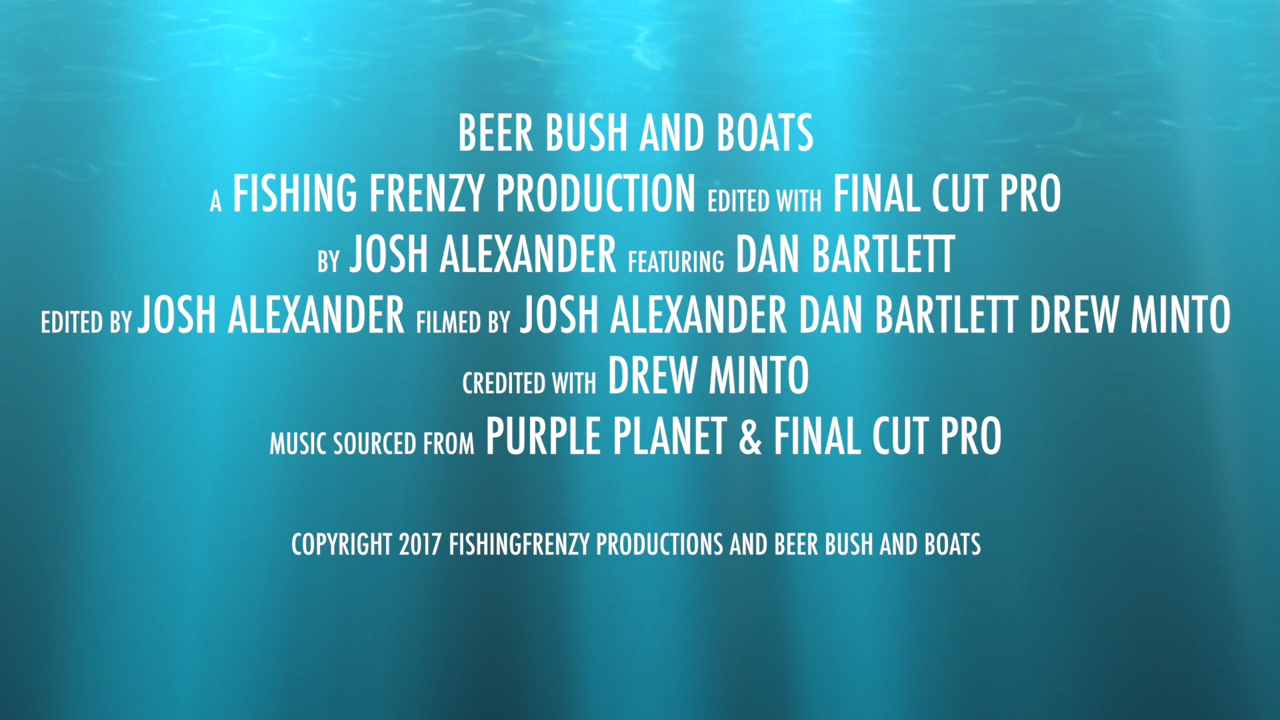 BEER BUSH AND BOATS
A FISHING FRENZY PRODUCTION EDITED WITH FINAL CUT PRO
BY JOSH ALEXANDER FEATURING DAN BARTLETT
EDITED BY JOSH ALEXANDER FILMED BY JOSH ALEXANDER DAN BARTLETT DREW MINTO
CREDITED WITH DREW MINTO
MUSIC SOURCED FROM PURPLE PLANET & FINAL CUT PRO
COPYRIGHT 2017 FISHINGFRENZY PRODUCTIONS AND BEER BUSH AND BOATS